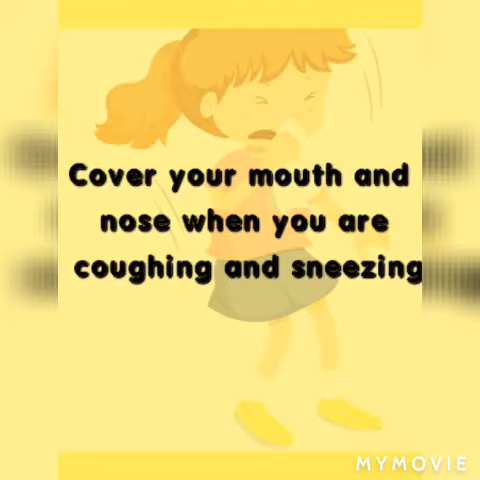 Cover your mouth and
nose when you are
coughing and sneezing
MYMOVIE